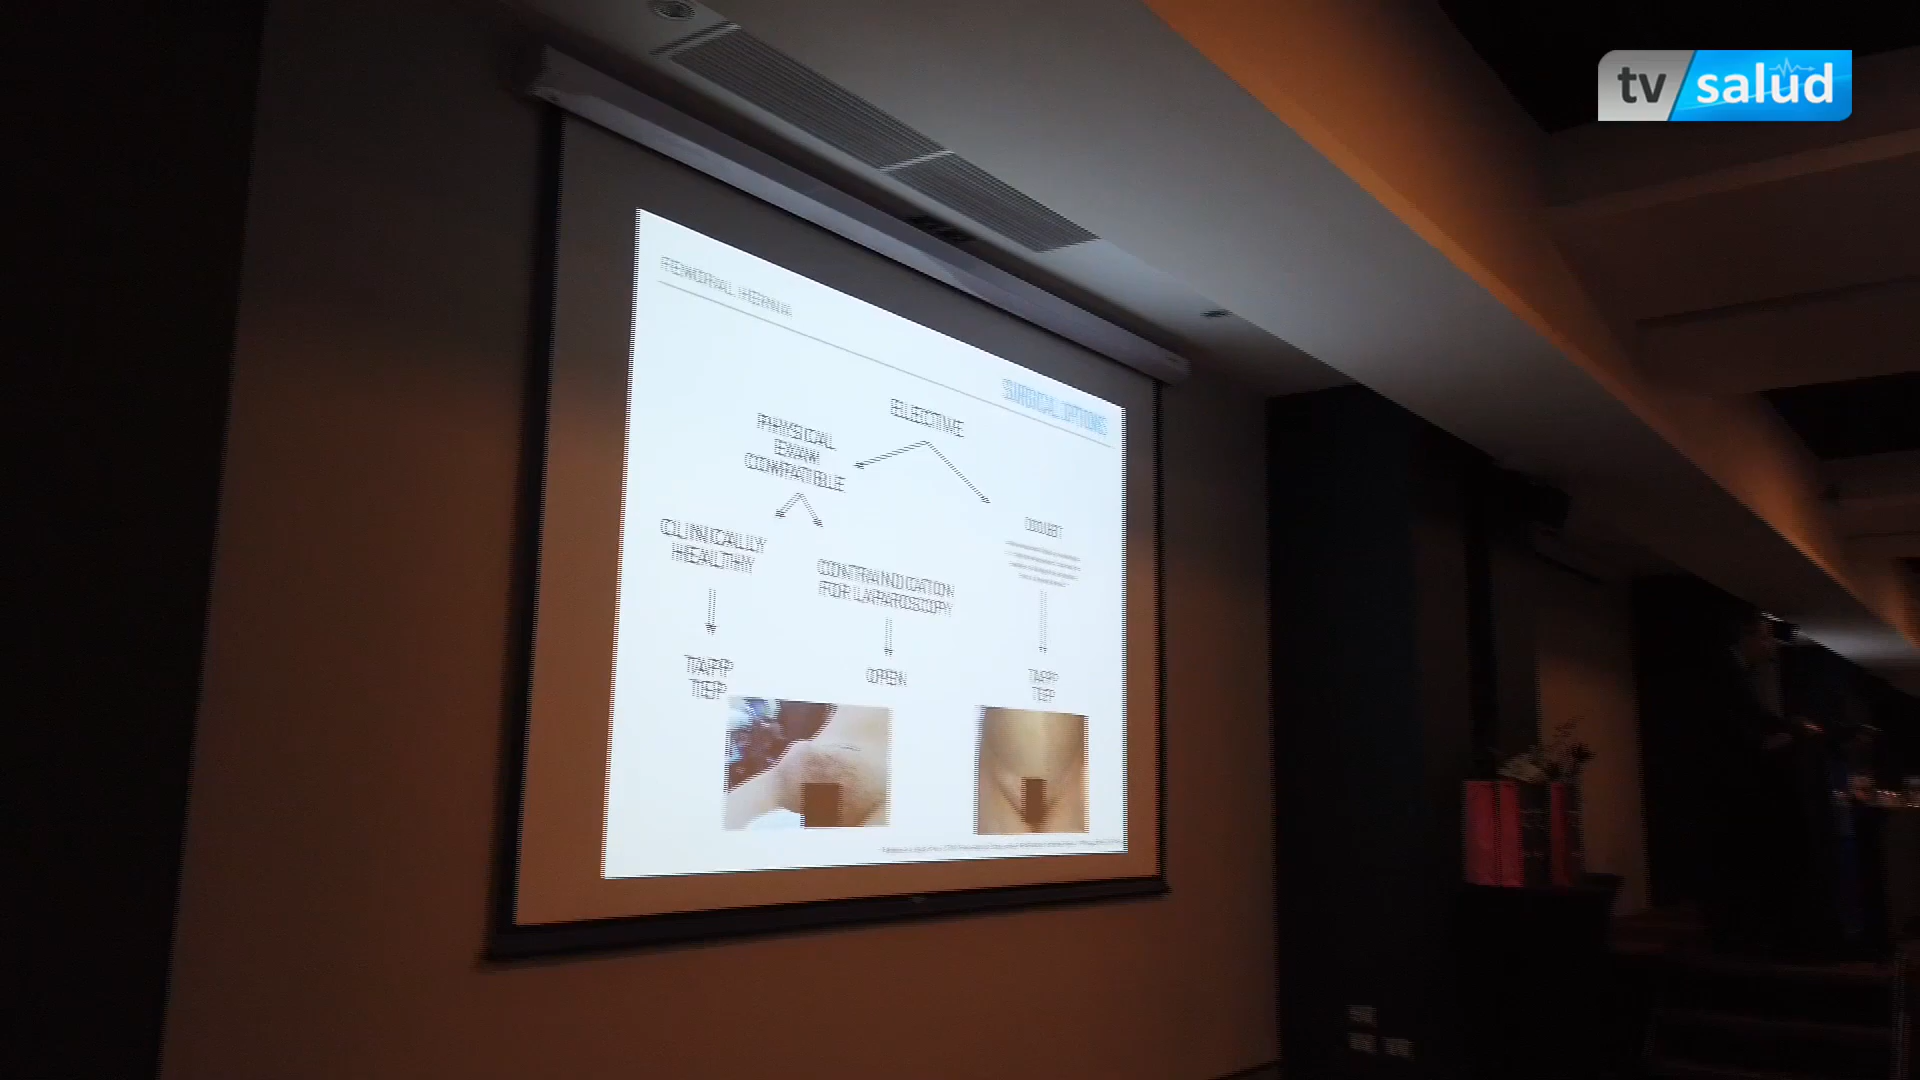 tv salud
FEMORAL HERNIA
SURGICAL OPTIONS
ELECTIVE
PHYSICAL
EXAM
COMPATIBLE
DOUBT
CLINICALLY
HEALTHY
CONTRAINDICATION
FOR LAPAROSCOPY
TAPP
TEP
OPEN
TAPP
TEP